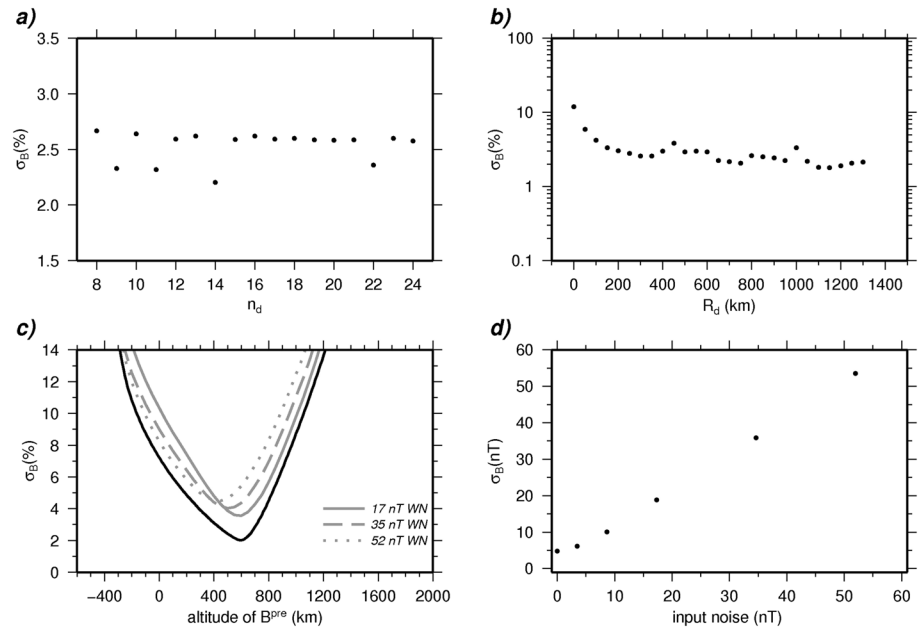 a)
3.5
3.0
2.5
2.0
1.5
σB(%)
8 10 12 14 16 18 20 22 24
nd
b)
100
10
1
0.1
σB(%)
0 200 400 600 800 1000 1200 1400
Rd (km)
c)
14
12
10
8
6
4
2
0
σB(%)
17 nT WN
35 nT WN
52 nT WN
−400 0 400 800 1200 1600 2000
altitude of Bpre (km)
d)
60
50
40
30
20
10
0
σB(nT)
0 10 20 30 40 50 60
input noise (nT)